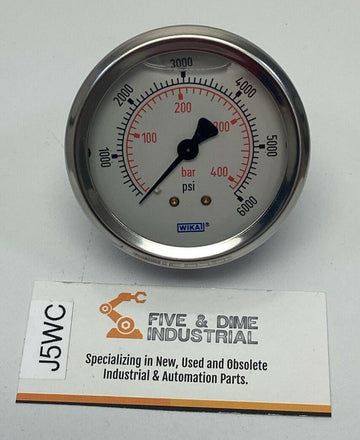 3000
2000
4000
200
100
300
1000
5000
bar
400
psi
6000
WIKAI®
J5WC
FIVE & DIME
INDUSTRIAL
Specializing in New, Used and Obsolete
Industrial & Automation Parts.